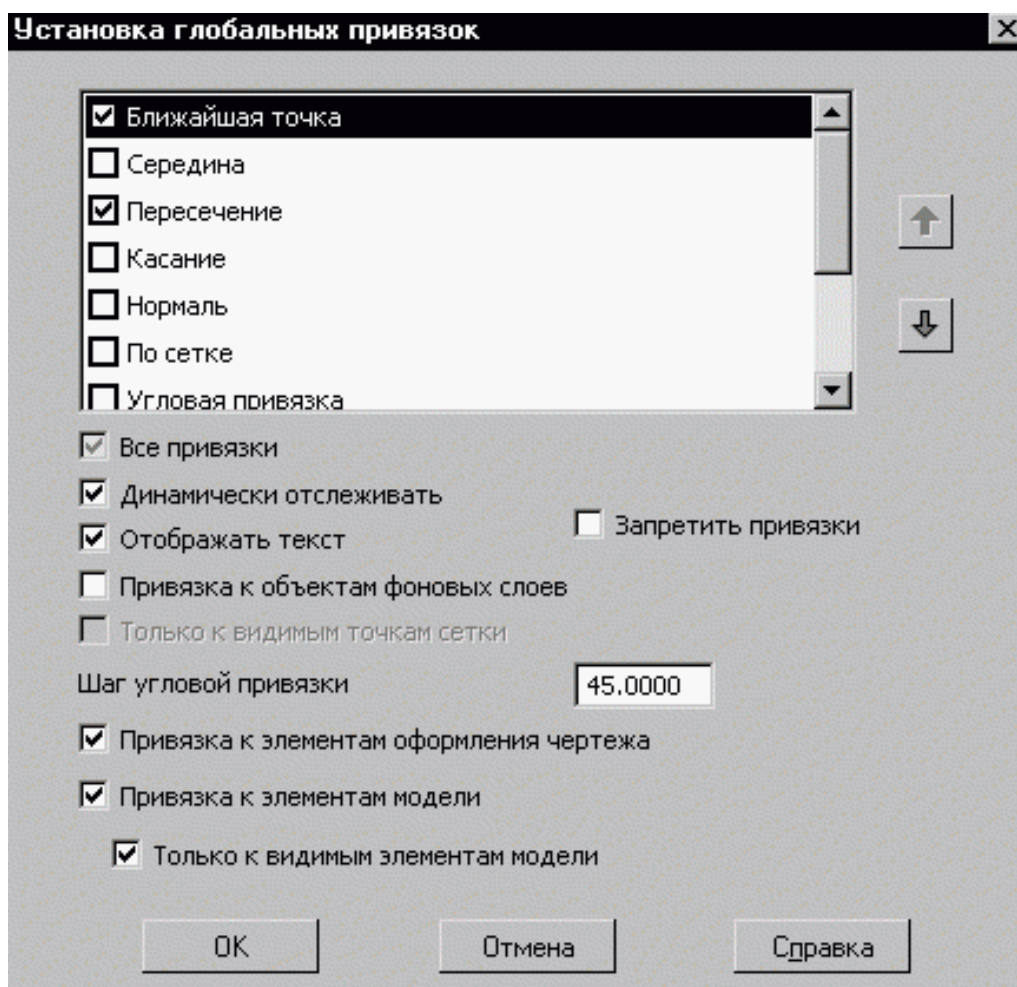 Установка глобальных привязок
Ближайшая точка
Середина
Пересечение
Касание
Нормаль
По сетке
Угловая привязка
Все привязки
Динамически отслеживать
Отображать текст
Запретить привязки
Привязка к объектам фоновых слоев
Только к видимым точкам сетки
Шаг угловой привязки 45.0000
Привязка к элементам оформления чертежа
Привязка к элементам модели
Только к видимым элементам модели
OK Отмена Справка